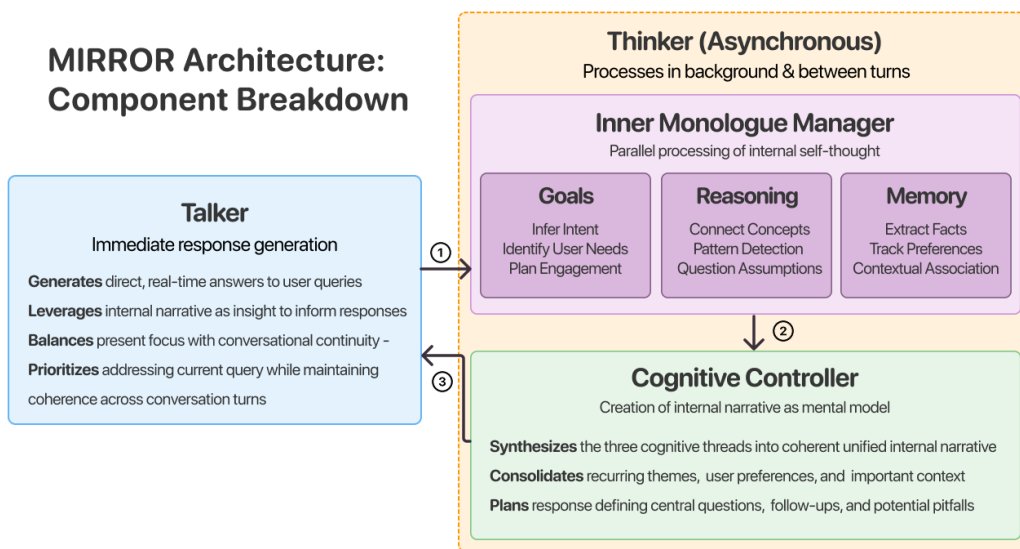 MIRROR Architecture:
Component Breakdown
Talker
Immediate response generation
Generates direct, real-time answers to user queries
Leverages internal narrative as insight to inform responses
Balances present focus with conversational continuity -
Prioritizes addressing current query while maintaining
coherence across conversation turns
1
Thinker (Asynchronous)
Processes in background & between turns
Inner Monologue Manager
Parallel processing of internal self-thought
Goals
Infer Intent
Identify User Needs
Plan Engagement
Reasoning
Connect Concepts
Pattern Detection
Question Assumptions
Memory
Extract Facts
Track Preferences
Contextual Association
2
Cognitive Controller
Creation of internal narrative as mental model
Synthesizes the three cognitive threads into coherent unified internal narrative
Consolidates recurring themes, user preferences, and important context
Plans response defining central questions, follow-ups, and potential pitfalls
3